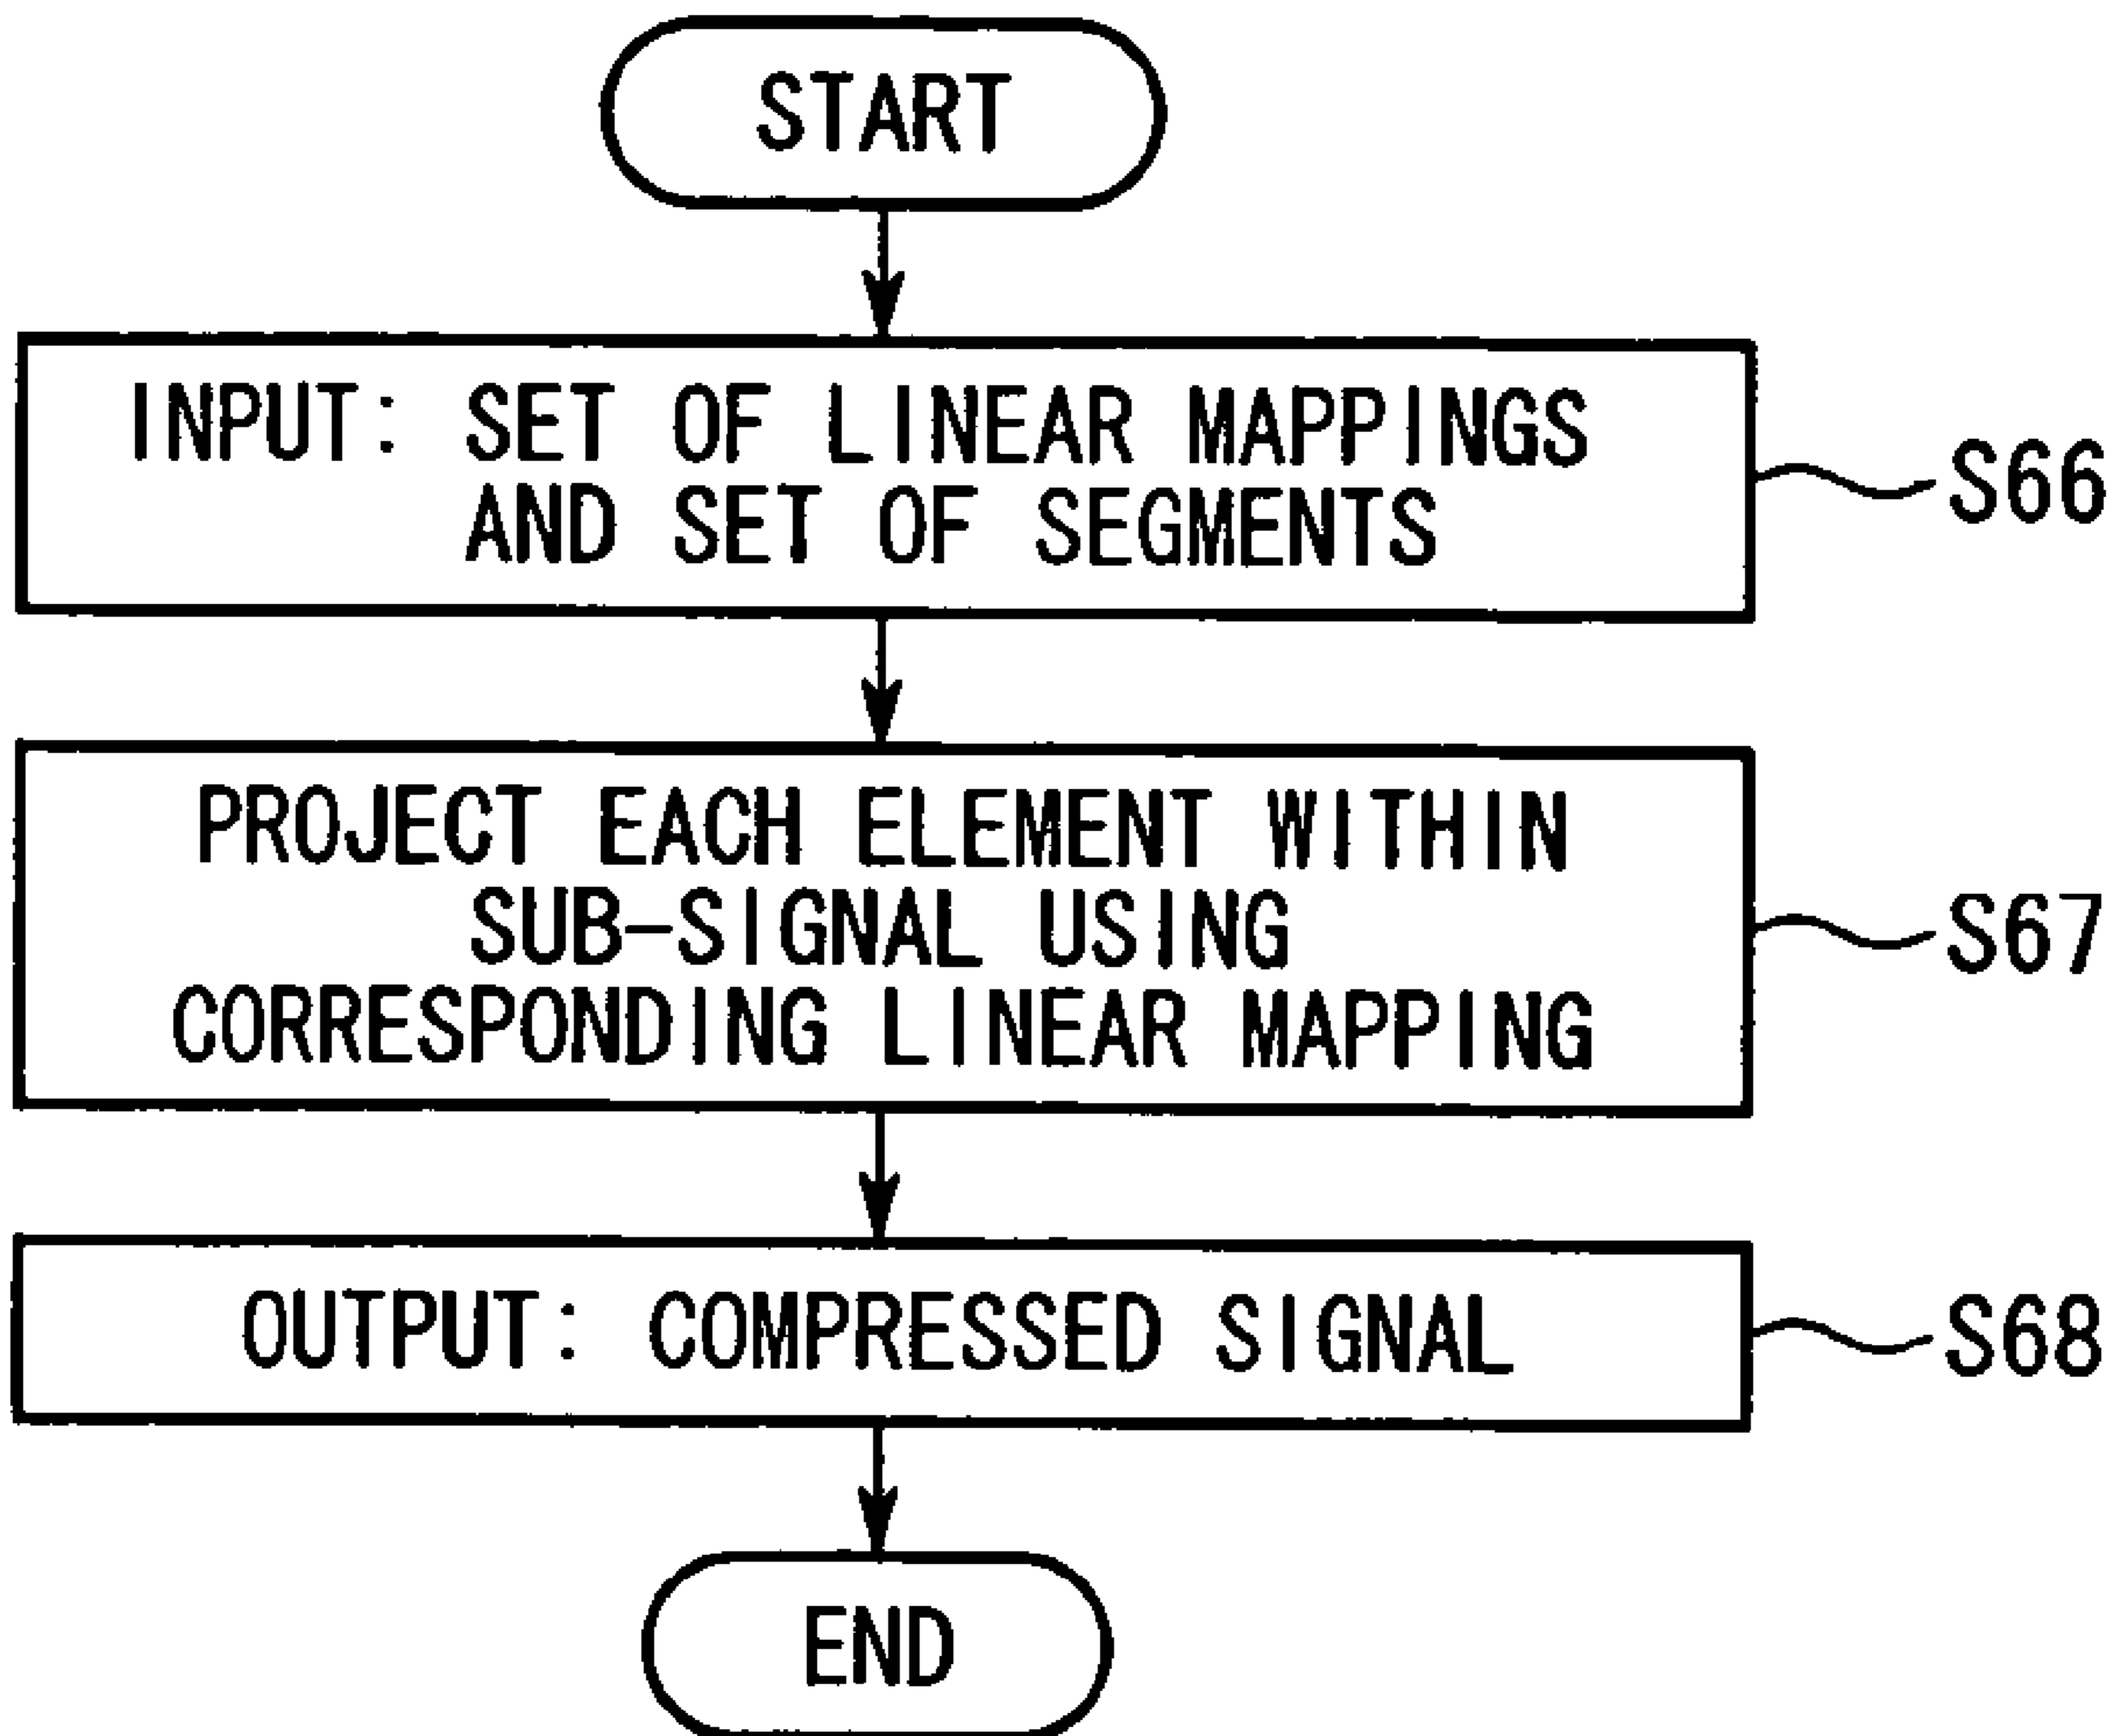 START
INPUT: SET OF LINEAR MAPPINGS
AND SET OF SEGMENTS
S66
PROJECT EACH ELEMENT WITHIN
SUB-SIGNAL USING
CORRESPONDING LINEAR MAPPING
S67
OUTPUT: COMPRESSED SIGNAL
S68
END